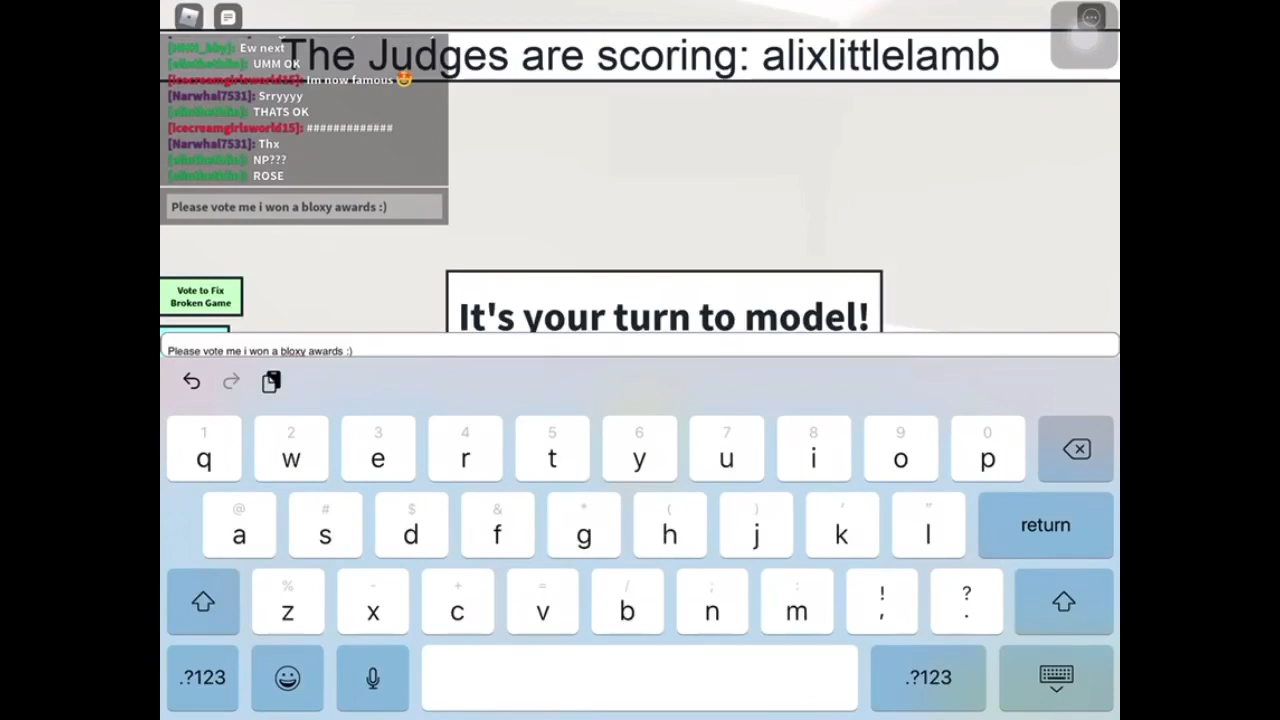 The Judges are scoring: alixlittlelamb
Ew next
UMM OK
[icecreamgirlsworld15]: Im now famous 🤩
[Narwhal7531]: Srryyyy
THATS OK
[icecreamgirlsworld15]: #############
[Narwhal7531]: Thx
NP???
ROSE
Please vote me i won a bloxy awards :)
Vote to Fix
Broken Game
It's your turn to model!
Please vote me i won a bloxy awards :)
1 2 3 4 5 6 7 8 9 0
q w e r t y u i o p
@ # $ & * ( ) ' "
a s d f g h j k l return
% - + = / ; : ! ?
z x c v b n m , .
.?123 .?123